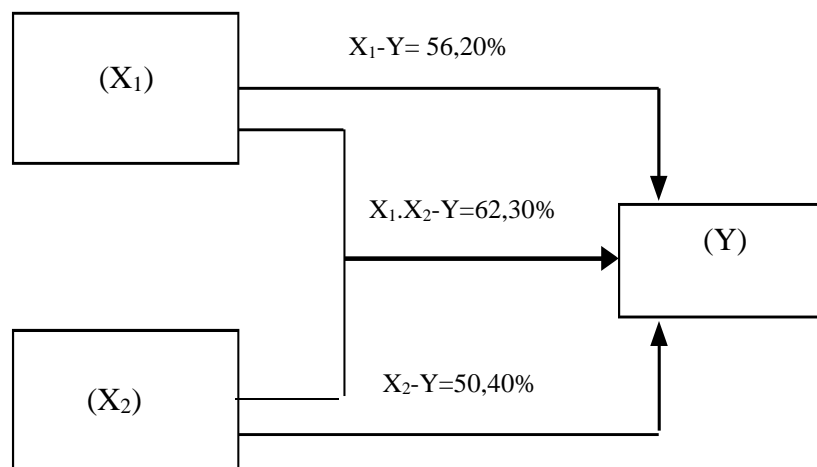 X₁-Y= 56,20%
(X₁)
X₁.X₂-Y=62,30%
(Y)
X₂-Y=50,40%
(X₂)